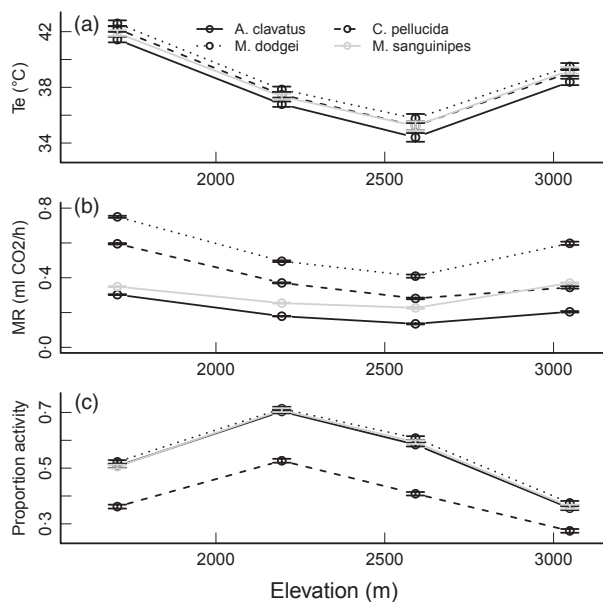 (a)
A. clavatus
C. pellucida
M. dodgei
M. sanguinipes
Te (°C)
42
38
34
2000
2500
3000
(b)
MR (ml CO2/h)
0·8
0·4
0·0
2000
2500
3000
(c)
Proportion activity
0·7
0·5
0·3
2000
2500
3000
Elevation (m)